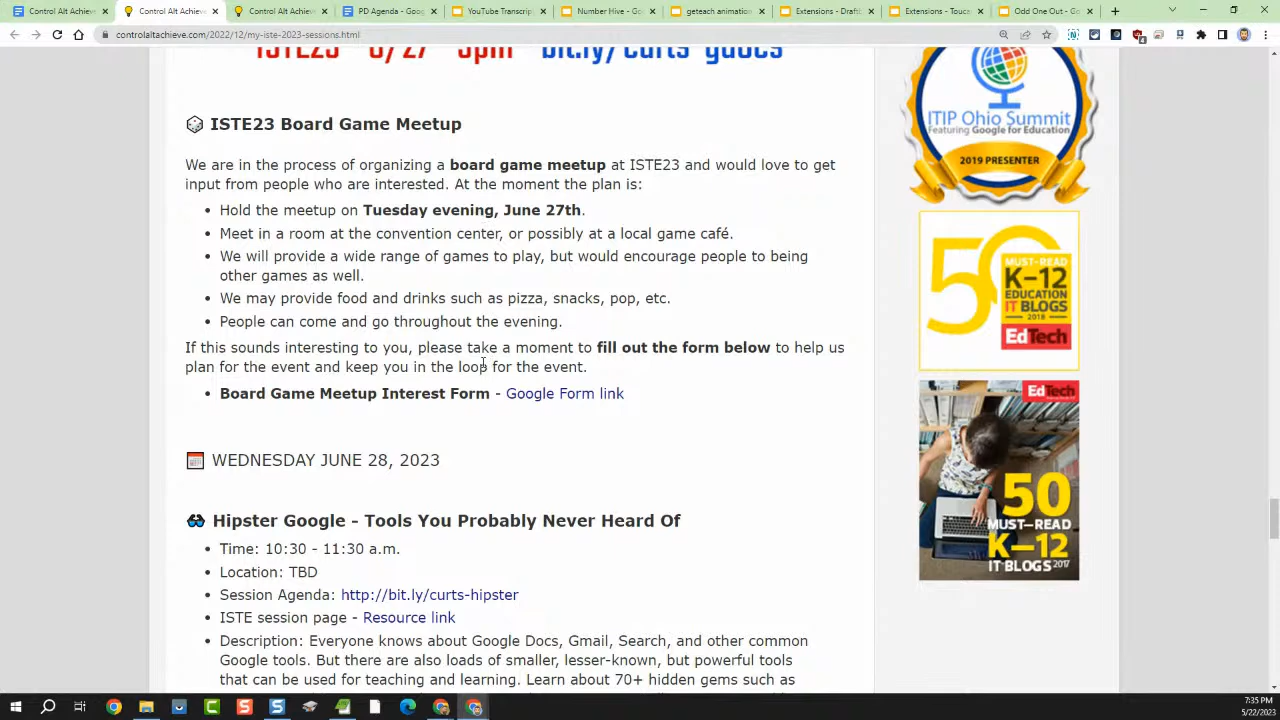 Control Alt Achieve
Control Alt Achieve
Control Alt Achieve
PD Agenda - Goog
YouTube Transcrip
Number Hive - Go
geteach animation
Extensions - Draftb
Extensions - Touc
Odd One Out - Go
controlaltachieve.com/2022/12/my-iste-2023-sessions.html
ISTE23 6/27 3pm bit.ly/curts-gdocs
ISTE23 Board Game Meetup
We are in the process of organizing a board game meetup at ISTE23 and would love to get
input from people who are interested. At the moment the plan is:
• Hold the meetup on Tuesday evening, June 27th.
• Meet in a room at the convention center, or possibly at a local game café.
• We will provide a wide range of games to play, but would encourage people to being
other games as well.
• We may provide food and drinks such as pizza, snacks, pop, etc.
• People can come and go throughout the evening.
If this sounds interesting to you, please take a moment to fill out the form below to help us
plan for the event and keep you in the loop for the event.
• Board Game Meetup Interest Form - Google Form link
WEDNESDAY JUNE 28, 2023
Hipster Google - Tools You Probably Never Heard Of
• Time: 10:30 - 11:30 a.m.
• Location: TBD
• Session Agenda: http://bit.ly/curts-hipster
• ISTE session page - Resource link
• Description: Everyone knows about Google Docs, Gmail, Search, and other common
Google tools. But there are also loads of smaller, lesser-known, but powerful tools
that can be used for teaching and learning. Learn about 70+ hidden gems such as
ITIP Ohio Summit
Featuring Google for Education
2019 PRESENTER
50
MUST-READ
K–12
EDUCATION
IT BLOGS
2018
EdTech
EdTech
50
MUST-READ
K–12
IT BLOGS 2017
7:35 PM
5/22/2023